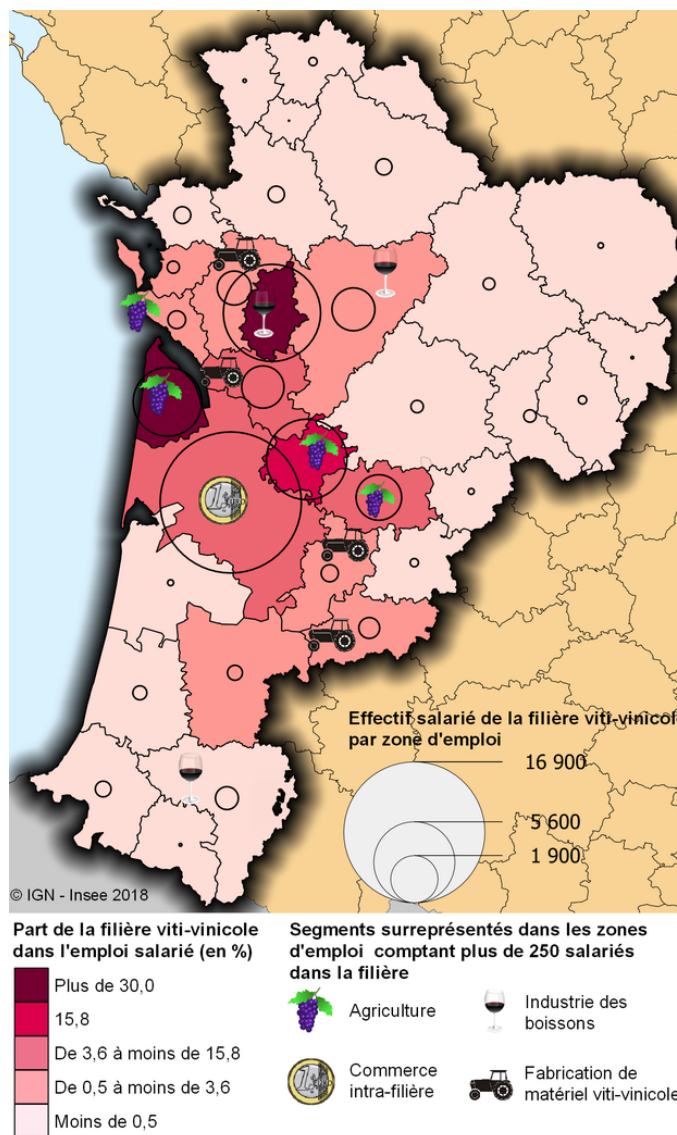 Effectif salarié de la filière viti-vinicole
par zone d'emploi
16 900
5 600
1 900
© IGN - Insee 2018
Part de la filière viti-vinicole
dans l'emploi salarié (en %)
Plus de 30,0
15,8
De 3,6 à moins de 15,8
De 0,5 à moins de 3,6
Moins de 0,5
Segments surreprésentés dans les zones
d'emploi comptant plus de 250 salariés
dans la filière
Agriculture
Industrie des
boissons
Commerce
intra-filière
Fabrication de
matériel viti-vinicole